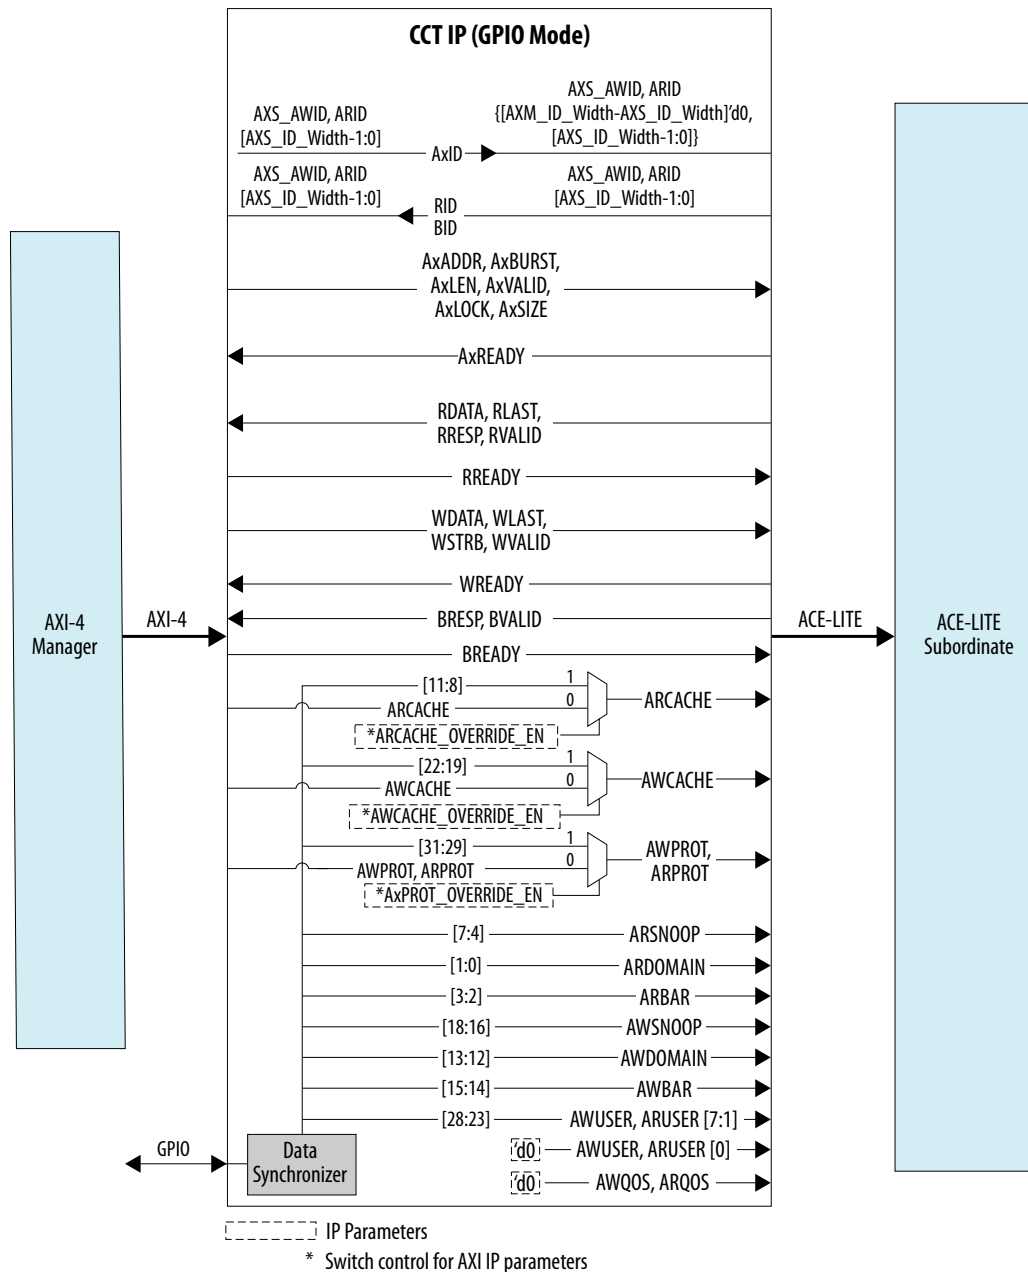 CCT IP (GPIO Mode)
AXS_AWID, ARID
[AXS_ID_Width-1:0]
AXS_AWID, ARID
{[AXM_ID_Width-AXS_ID_Width]'d0,
[AXS_ID_Width-1:0]}
AxID
AXS_AWID, ARID
[AXS_ID_Width-1:0]
AXS_AWID, ARID
[AXS_ID_Width-1:0]
RID
BID
AxADDR, AxBURST,
AxLEN, AxVALID,
AxLOCK, AxSIZE
AxREADY
RDATA, RLAST,
RRESP, RVALID
RREADY
WDATA, WLAST,
WSTRB, WVALID
WREADY
BRESP, BVALID
BREADY
AXI-4
Manager
AXI-4
ACE-LITE
ACE-LITE
Subordinate
[11:8]
1
ARCACHE
0
ARCACHE
*ARCACHE_OVERRIDE_EN
[22:19]
1
AWCACHE
0
AWCACHE
*AWCACHE_OVERRIDE_EN
[31:29]
1
AWPROT, ARPROT
0
AWPROT,
ARPROT
*AxPROT_OVERRIDE_EN
[7:4] ARSNOOP
[1:0] ARDOMAIN
[3:2] ARBAR
[18:16] AWSNOOP
[13:12] AWDOMAIN
[15:14] AWBAR
[28:23] AWUSER, ARUSER [7:1]
GPIO
Data
Synchronizer
'd0 AWUSER, ARUSER [0]
'd0 AWQOS, ARQOS
IP Parameters
* Switch control for AXI IP parameters